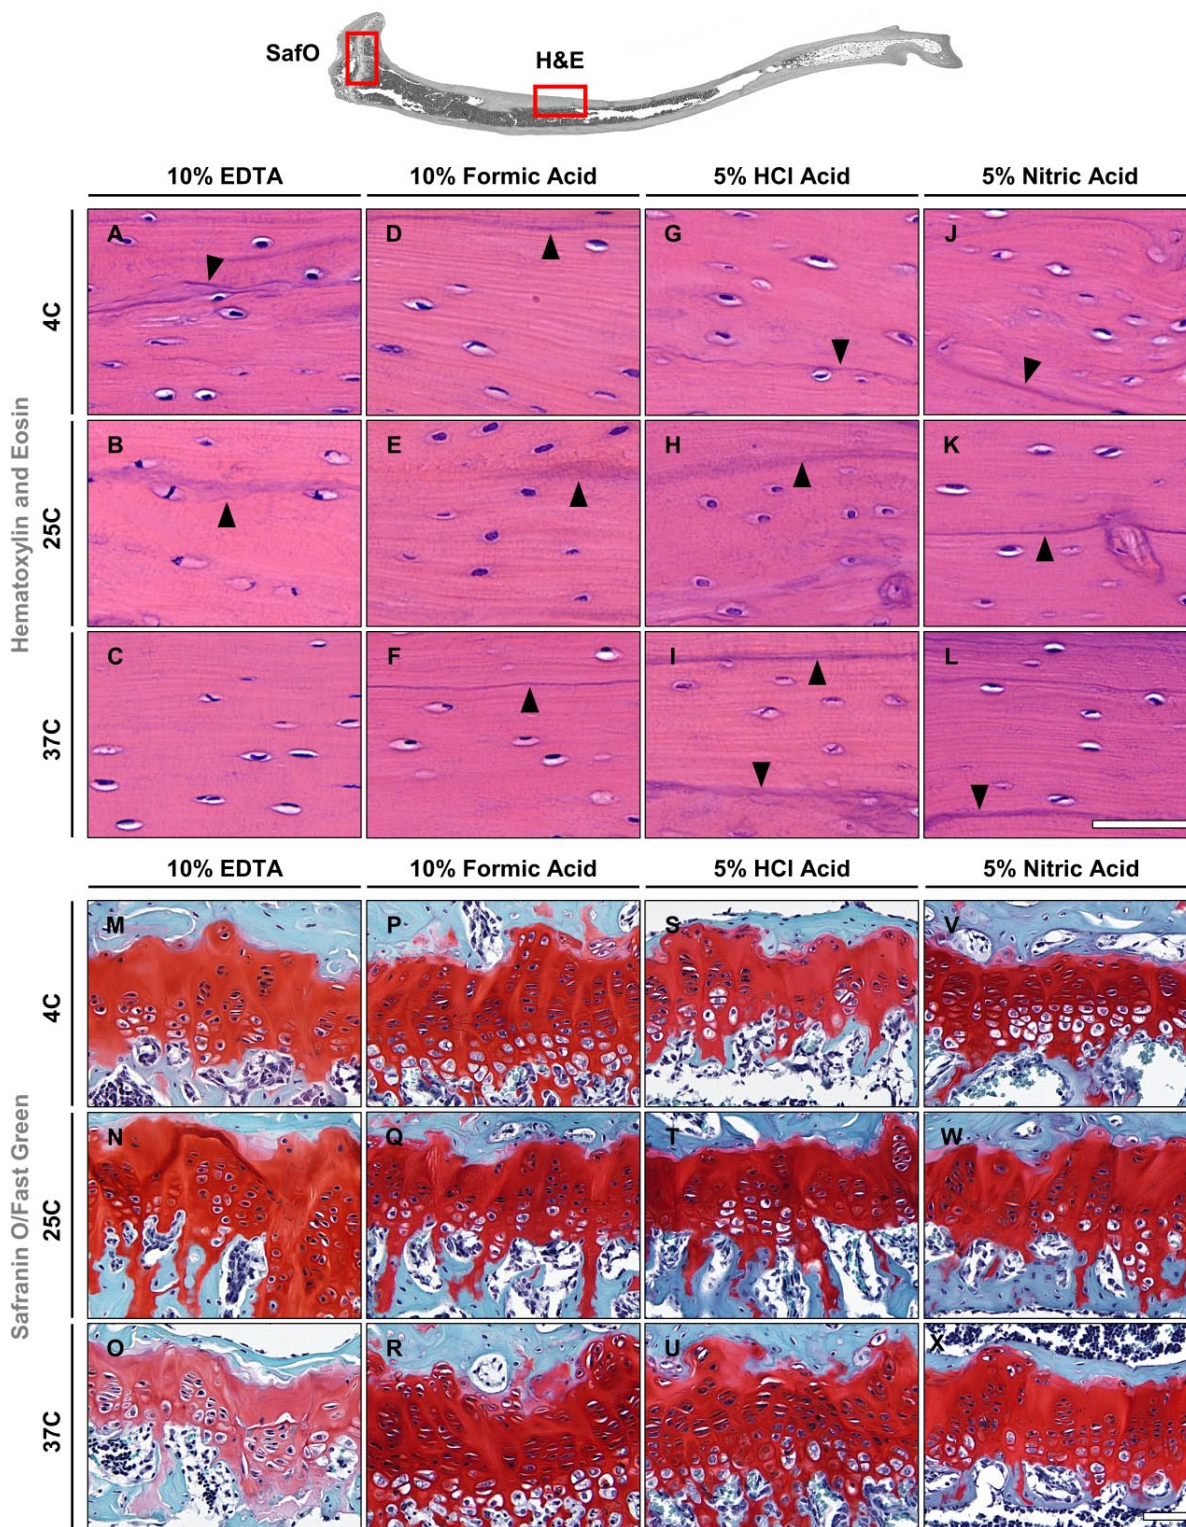 SafO
H&E
10% EDTA 10% Formic Acid 5% HCl Acid 5% Nitric Acid
Hematoxylin and Eosin
4C
A D G J
25C
B E H K
37C
C F I L
10% EDTA 10% Formic Acid 5% HCl Acid 5% Nitric Acid
Safranin O/Fast Green
4C
M P S V
25C
N Q T W
37C
O R U X